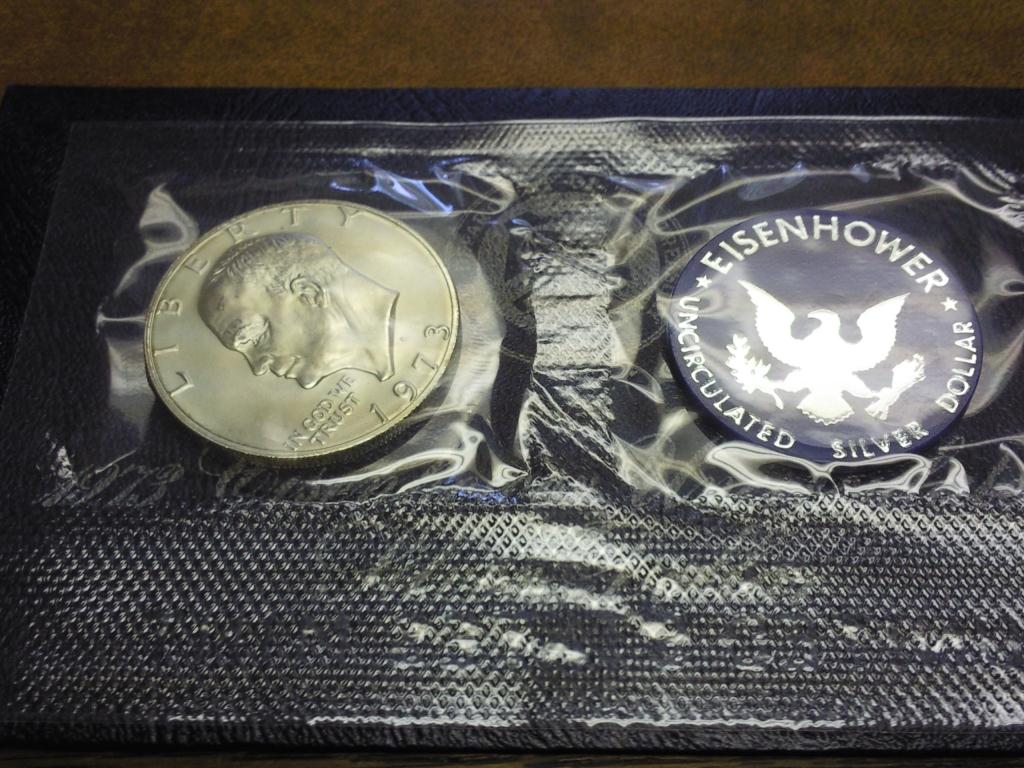 LIBERTY
IN GOD WE
TRUST
1973
★ EISENHOWER ★
UNCIRCULATED SILVER DOLLAR